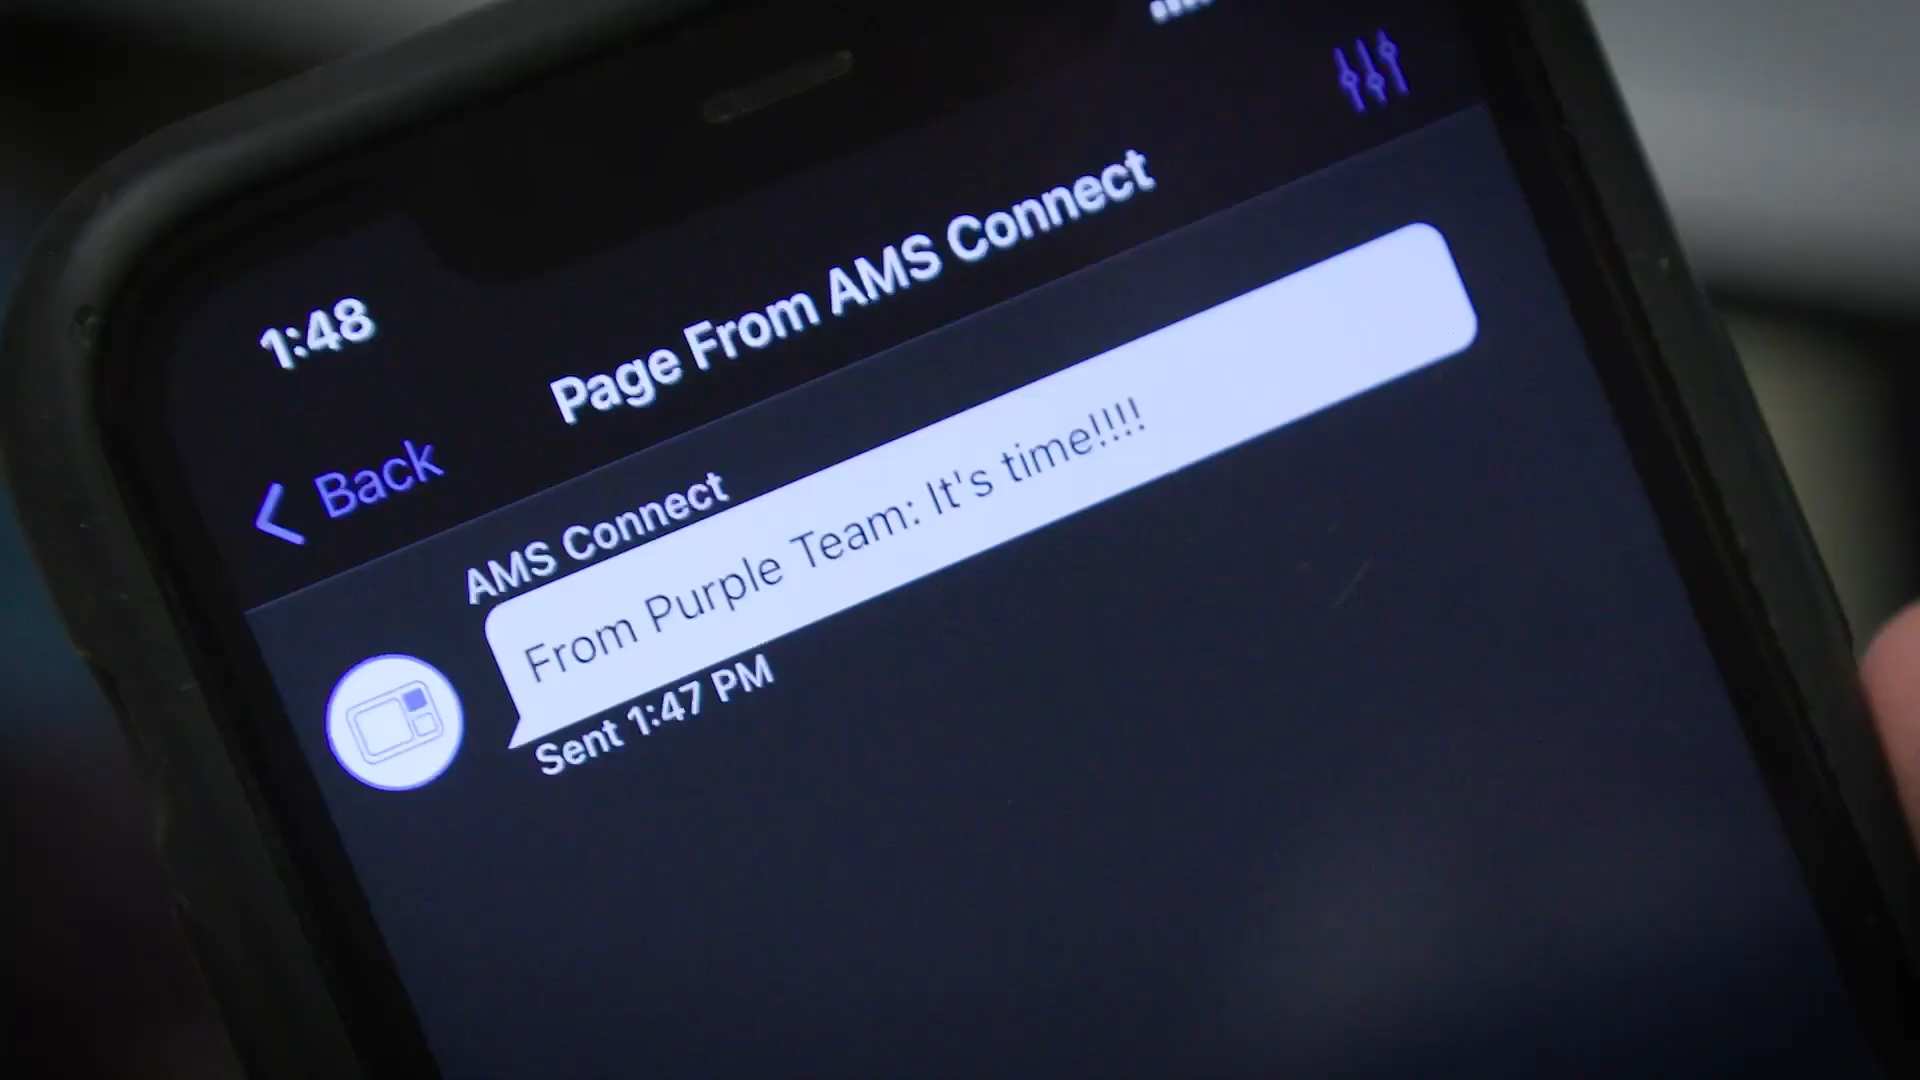 1:48
Page From AMS Connect
Back
AMS Connect
From Purple Team: It's time!!!!
Sent 1:47 PM